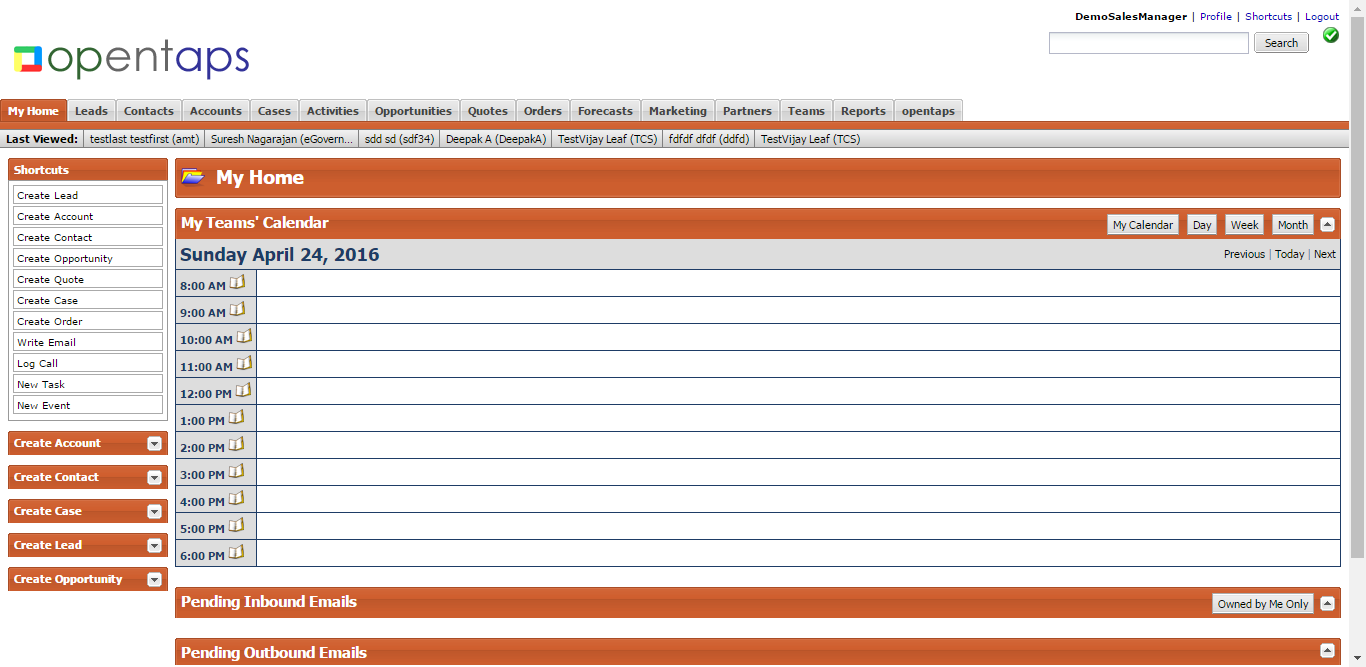 DemoSalesManager | Profile | Shortcuts | Logout
opentaps
Search
My Home Leads Contacts Accounts Cases Activities Opportunities Quotes Orders Forecasts Marketing Partners Teams Reports opentaps
Last Viewed: testlast testfirst (amt) Suresh Nagarajan (eGovern... sdd sd (sdf34) Deepak A (DeepakA) TestVijay Leaf (TCS) fdfdf dfdf (ddfd) TestVijay Leaf (TCS)
Shortcuts
Create Lead
Create Account
Create Contact
Create Opportunity
Create Quote
Create Case
Create Order
Write Email
Log Call
New Task
New Event
Create Account
Create Contact
Create Case
Create Lead
Create Opportunity
My Home
My Teams' Calendar My Calendar Day Week Month
Sunday April 24, 2016 Previous | Today | Next
8:00 AM
9:00 AM
10:00 AM
11:00 AM
12:00 PM
1:00 PM
2:00 PM
3:00 PM
4:00 PM
5:00 PM
6:00 PM
Pending Inbound Emails Owned by Me Only
Pending Outbound Emails